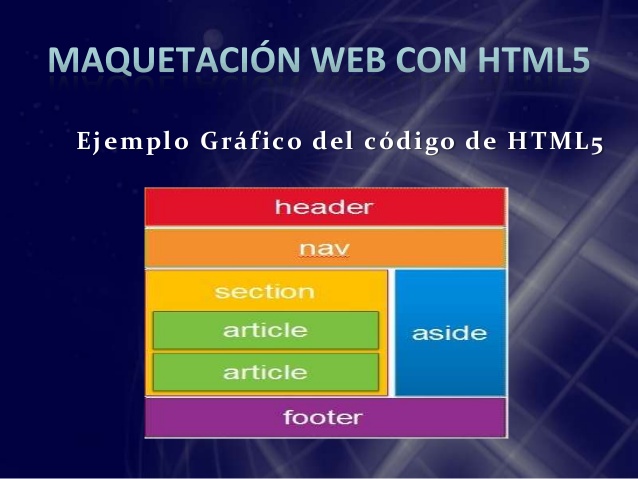 MAQUETACIÓN WEB CON HTML5
Ejemplo Gráfico del código de HTML5
header
nav
section
article
article
aside
footer